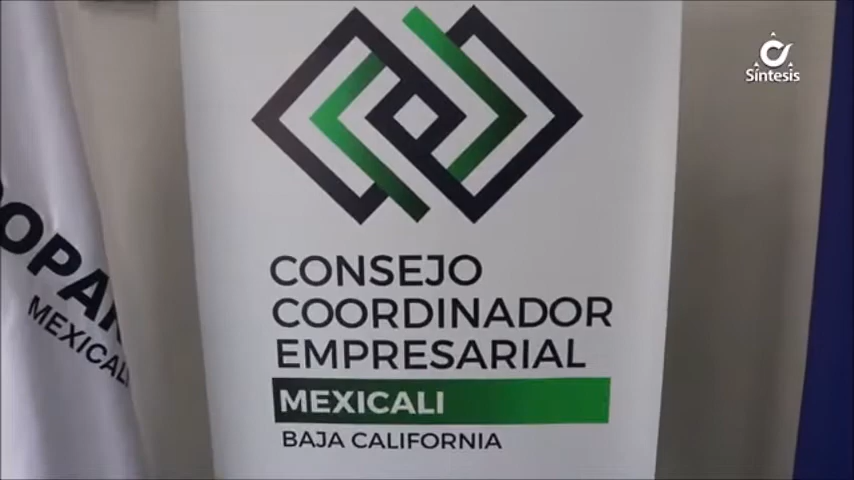 Síntesis
CONSEJO
COORDINADOR
EMPRESARIAL
MEXICALI
BAJA CALIFORNIA
MEXICALI